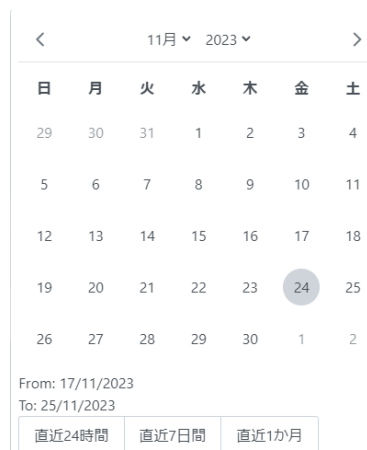 11月 2023
日 月 火 水 木 金 土
29 30 31 1 2 3 4
5 6 7 8 9 10 11
12 13 14 15 16 17 18
19 20 21 22 23 24 25
26 27 28 29 30 1 2
From: 17/11/2023
To: 25/11/2023
直近24時間 直近7日間 直近1か月